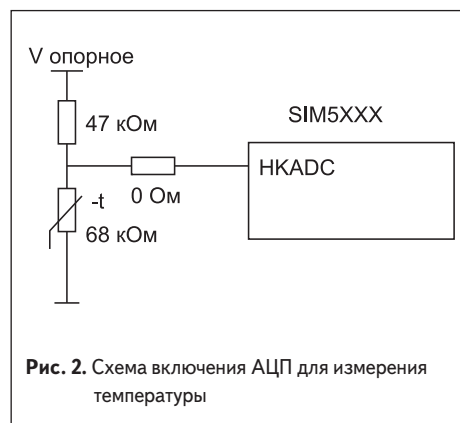 V опорное
47 кОм
SIM5XXX
HKADC
0 Ом
-t
68 кОм
Рис. 2. Схема включения АЦП для измерения
температуры